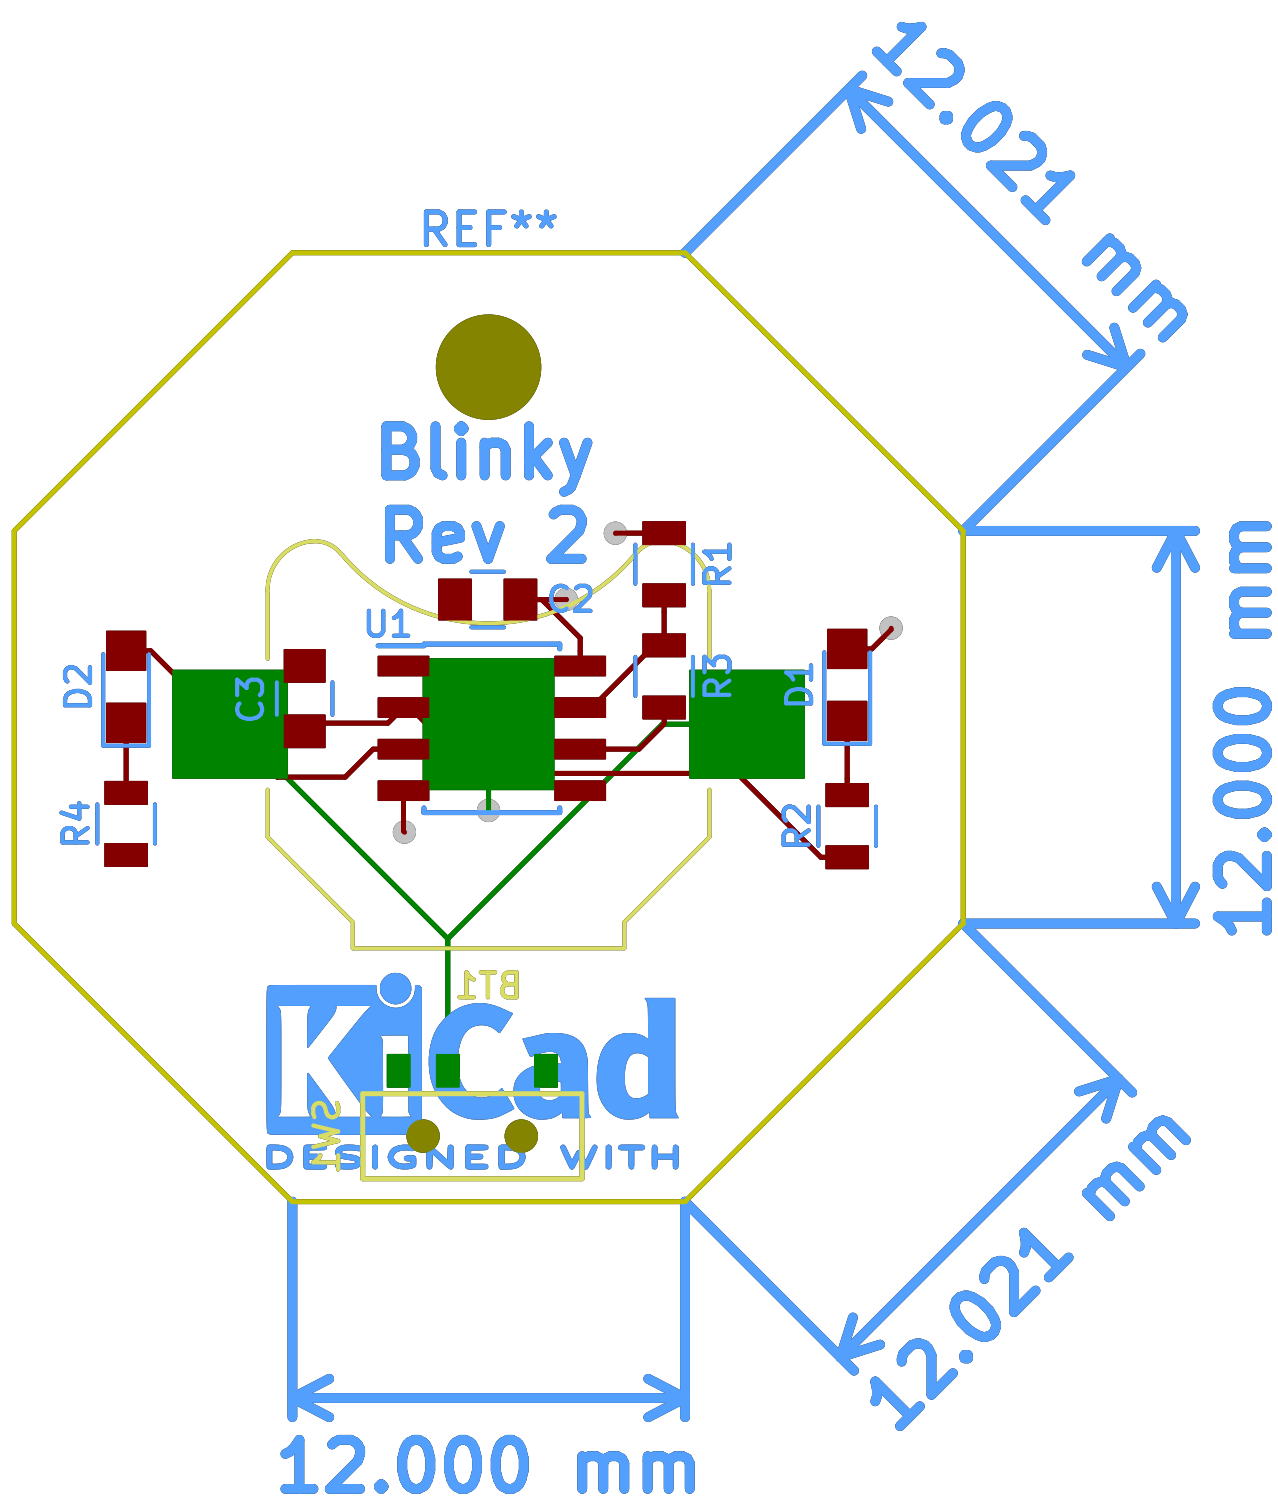 12.021 mm
REF**
Blinky
Rev 2
R1
C2
U1
R3
D1
D2
C3
12.000 mm
R4
R2
BT1
KiCad
SW1
DESIGNED WITH
12.021 mm
12.000 mm